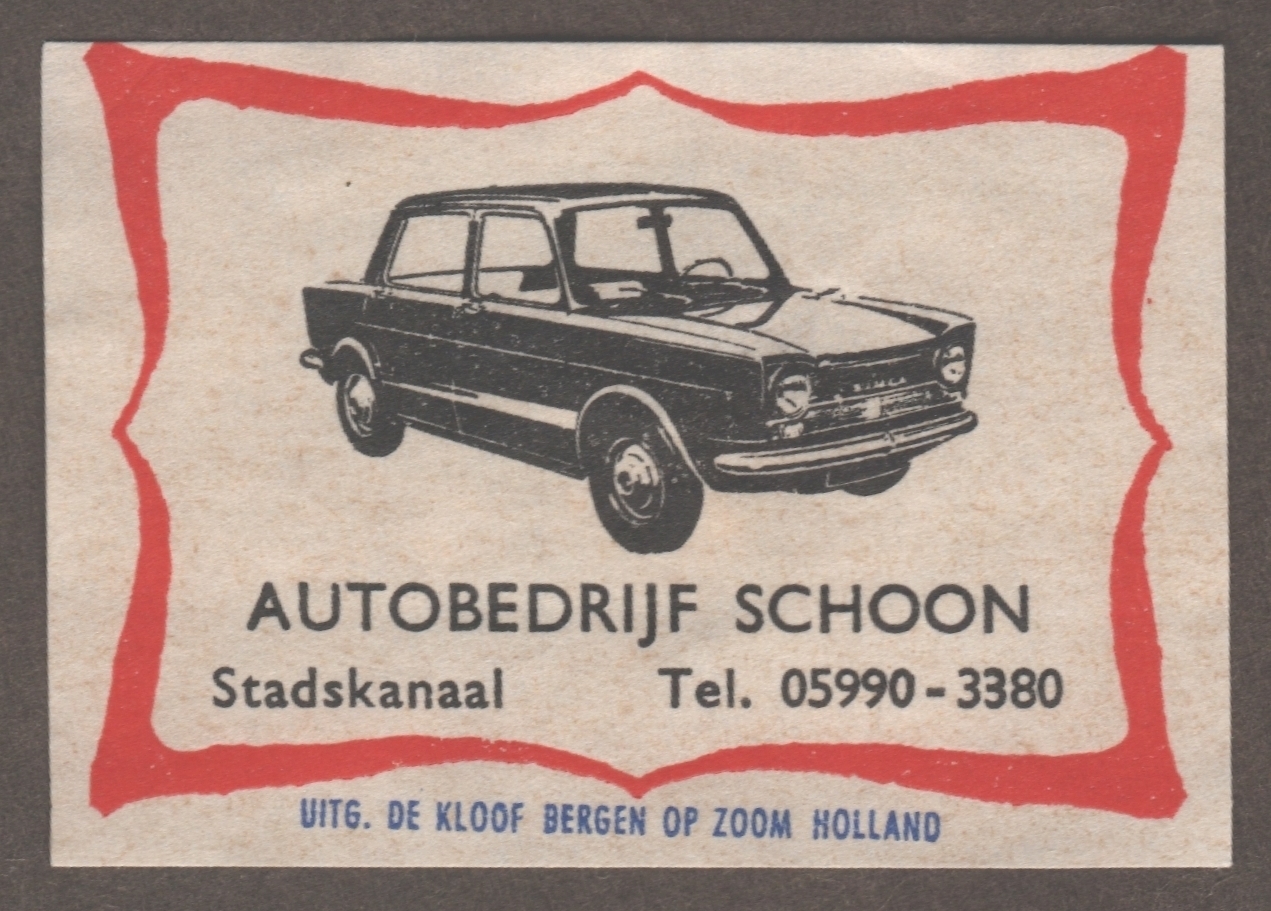 SIMCA
AUTOBEDRIJF SCHOON
Stadskanaal Tel. 05990-3380
UITG. DE KLOOF BERGEN OP ZOOM HOLLAND